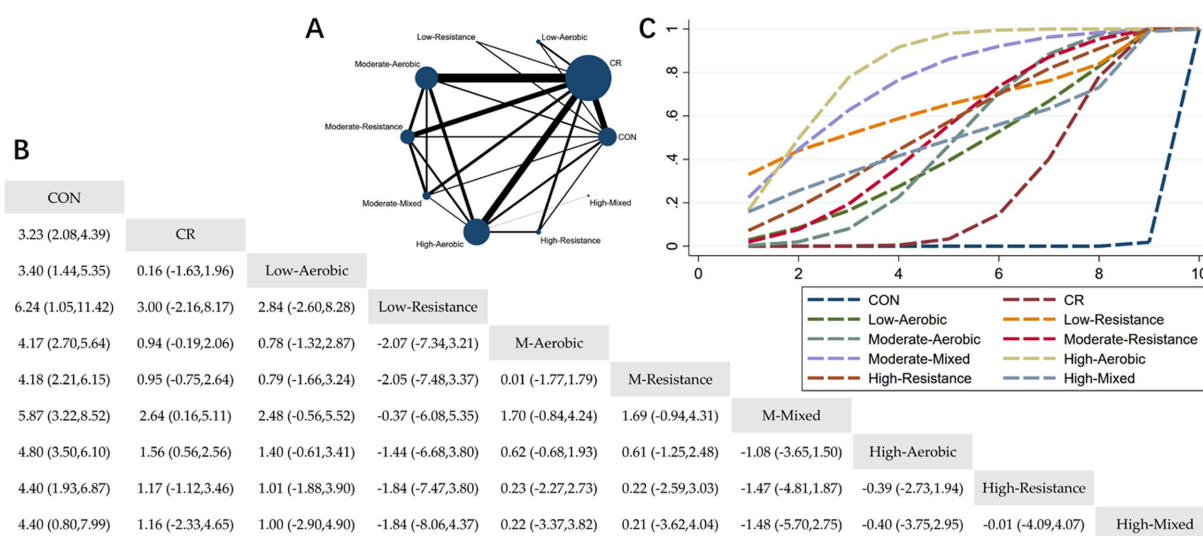 A
Low-Resistance
Low-Aerobic
Moderate-Aerobic
CR
Moderate-Resistance
CON
Moderate-Mixed
High-Mixed
High-Aerobic
High-Resistance
B
CON
3.23 (2.08,4.39) CR
3.40 (1.44,5.35) 0.16 (-1.63,1.96) Low-Aerobic
6.24 (1.05,11.42) 3.00 (-2.16,8.17) 2.84 (-2.60,8.28) Low-Resistance
4.17 (2.70,5.64) 0.94 (-0.19,2.06) 0.78 (-1.32,2.87) -2.07 (-7.34,3.21) M-Aerobic
4.18 (2.21,6.15) 0.95 (-0.75,2.64) 0.79 (-1.66,3.24) -2.05 (-7.48,3.37) 0.01 (-1.77,1.79) M-Resistance
5.87 (3.22,8.52) 2.64 (0.16,5.11) 2.48 (-0.56,5.52) -0.37 (-6.08,5.35) 1.70 (-0.84,4.24) 1.69 (-0.94,4.31) M-Mixed
4.80 (3.50,6.10) 1.56 (0.56,2.56) 1.40 (-0.61,3.41) -1.44 (-6.68,3.80) 0.62 (-0.68,1.93) 0.61 (-1.25,2.48) -1.08 (-3.65,1.50) High-Aerobic
4.40 (1.93,6.87) 1.17 (-1.12,3.46) 1.01 (-1.88,3.90) -1.84 (-7.47,3.80) 0.23 (-2.27,2.73) 0.22 (-2.59,3.03) -1.47 (-4.81,1.87) -0.39 (-2.73,1.94) High-Resistance
4.40 (0.80,7.99) 1.16 (-2.33,4.65) 1.00 (-2.90,4.90) -1.84 (-8.06,4.37) 0.22 (-3.37,3.82) 0.21 (-3.62,4.04) -1.48 (-5.70,2.75) -0.40 (-3.75,2.95) -0.01 (-4.09,4.07) High-Mixed
C
1
.8
.6
.4
.2
0
0 2 4 6 8 10
CON CR
Low-Aerobic Low-Resistance
Moderate-Aerobic Moderate-Resistance
Moderate-Mixed High-Aerobic
High-Resistance High-Mixed